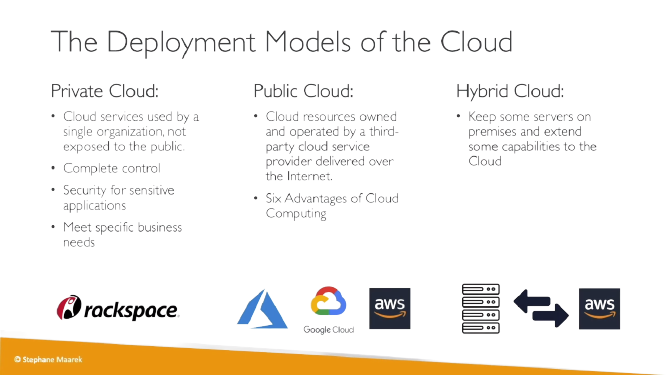 The Deployment Models of the Cloud
Private Cloud:
• Cloud services used by a
single organization, not
exposed to the public.
• Complete control
• Security for sensitive
applications
• Meet specific business
needs
rackspace
Public Cloud:
• Cloud resources owned
and operated by a third-
party cloud service
provider delivered over
the Internet.
• Six Advantages of Cloud
Computing
Google Cloud
aws
Hybrid Cloud:
• Keep some servers on
premises and extend
some capabilities to the
Cloud
aws
© Stephane Maarek